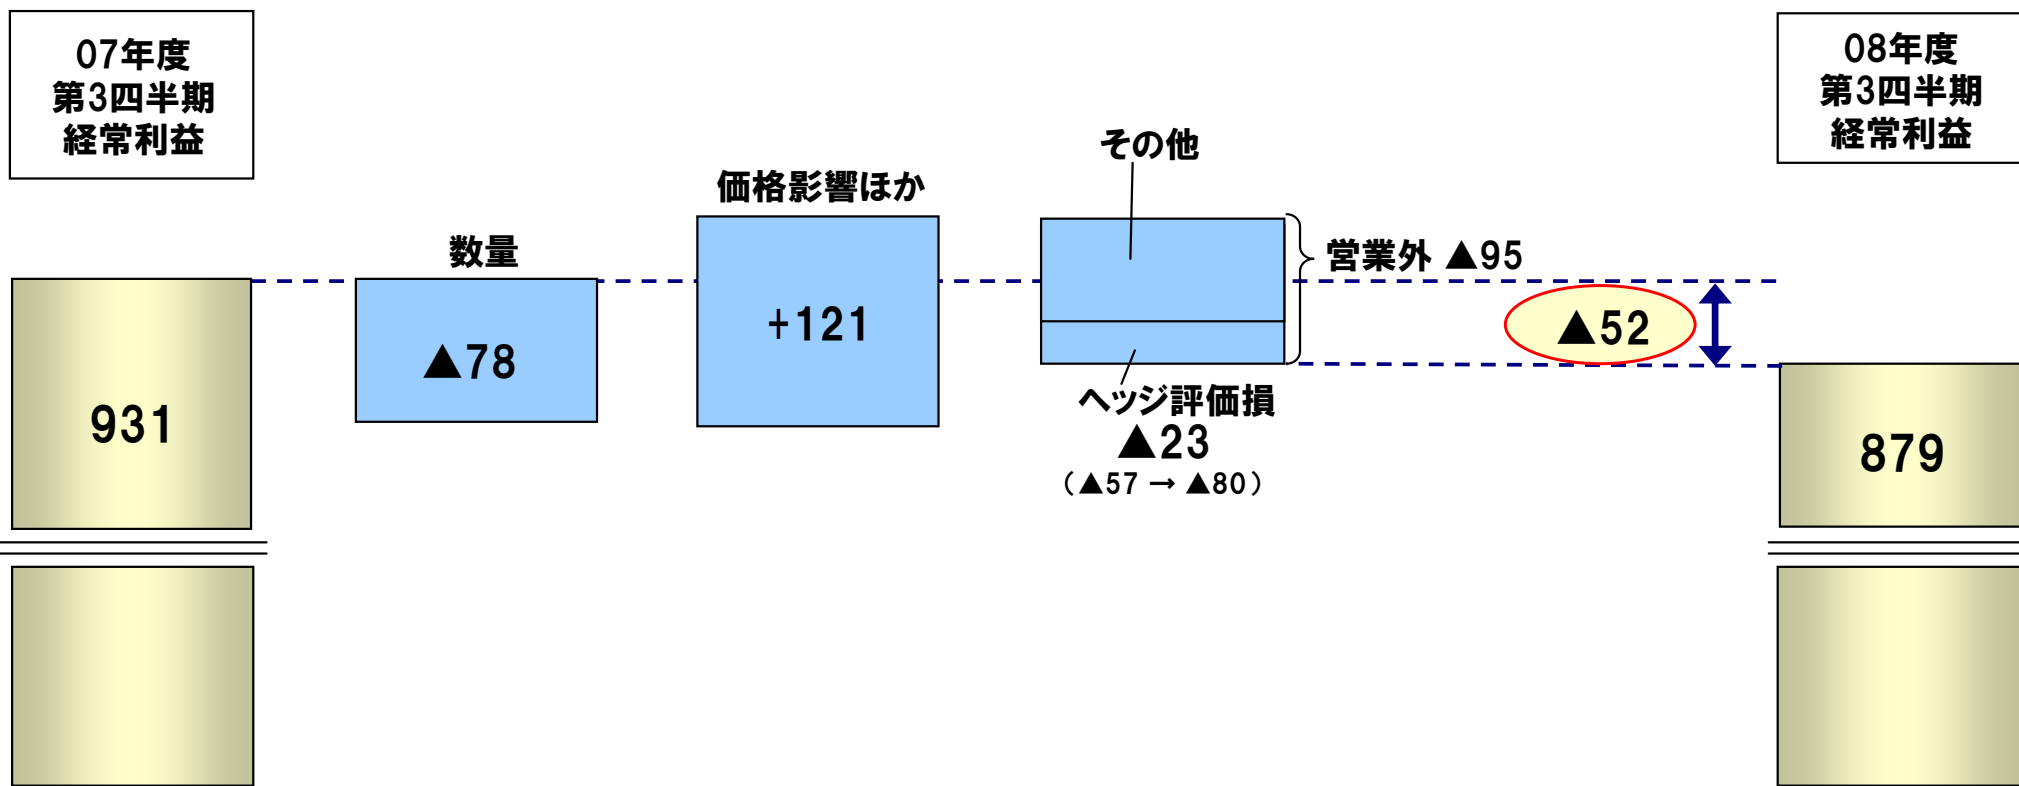 07年度
第3四半期
経常利益
08年度
第3四半期
経常利益
その他
価格影響ほか
数量
営業外 ▲95
+121
▲52
▲78
ヘッジ評価損
▲23
(▲57 → ▲80)
931
879